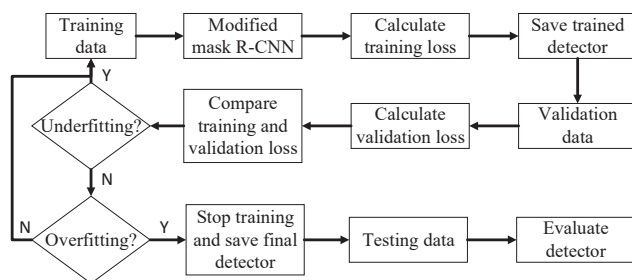 Training
data
Modified
mask R-CNN
Calculate
training loss
Save trained
detector
Y
Underfitting?
Compare
training and
validation loss
Calculate
validation loss
Validation
data
N
N
Overfitting?
Y
Stop training
and save final
detector
Testing data
Evaluate
detector